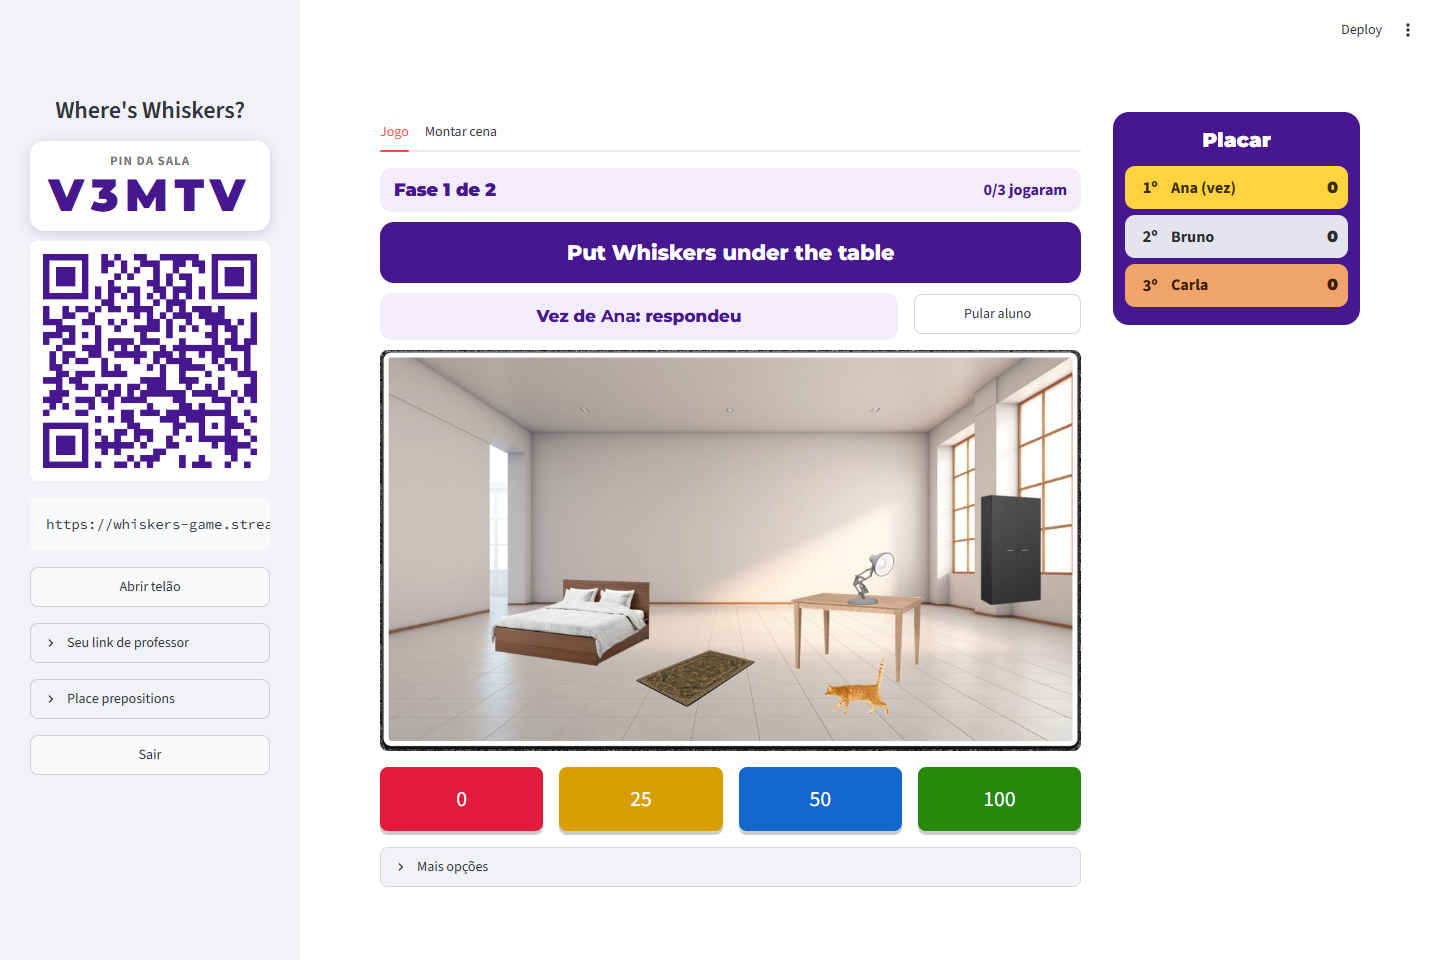 Deploy
Where's Whiskers?
PIN DA SALA
V3MTV
https://whiskers-game.strea
Abrir telão
Seu link de professor
Place prepositions
Sair
Jogo
Montar cena
Fase 1 de 2
0/3 jogaram
Put Whiskers under the table
Vez de Ana: respondeu
Pular aluno
0
25
50
100
Mais opções
Placar
1º Ana (vez) 0
2º Bruno 0
3º Carla 0